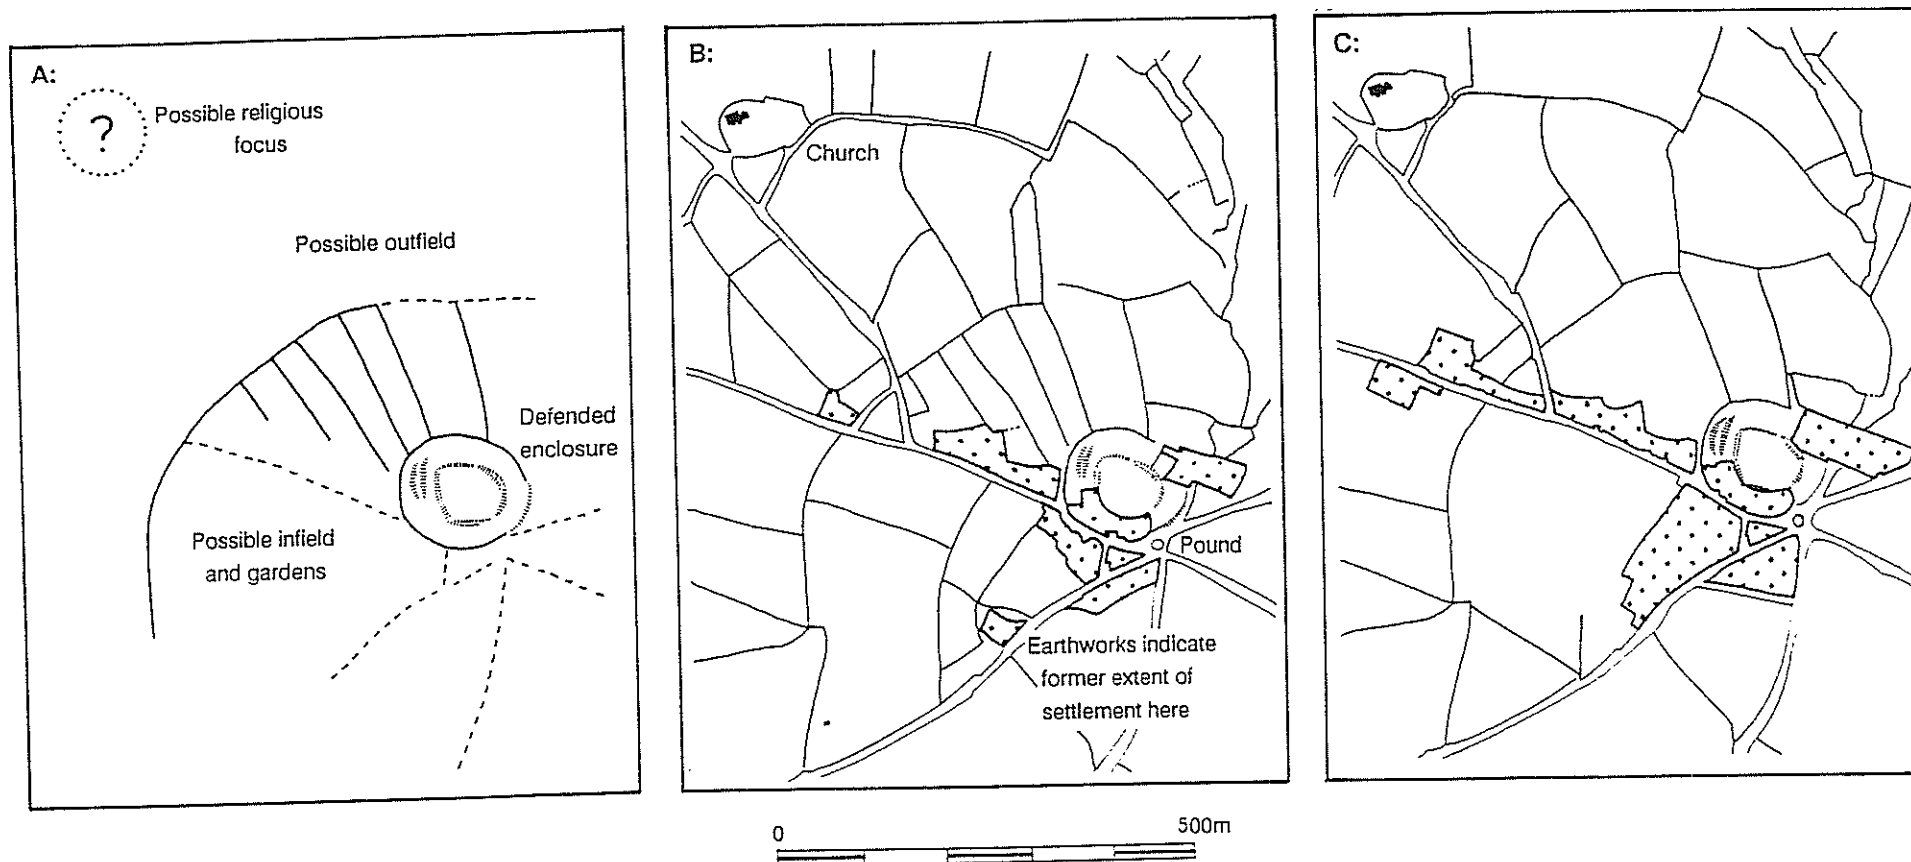 A:
?
Possible religious
focus
Possible outfield
Defended
enclosure
Possible infield
and gardens
B:
Church
Pound
Earthworks indicate
former extent of
settlement here
C:
0
500m